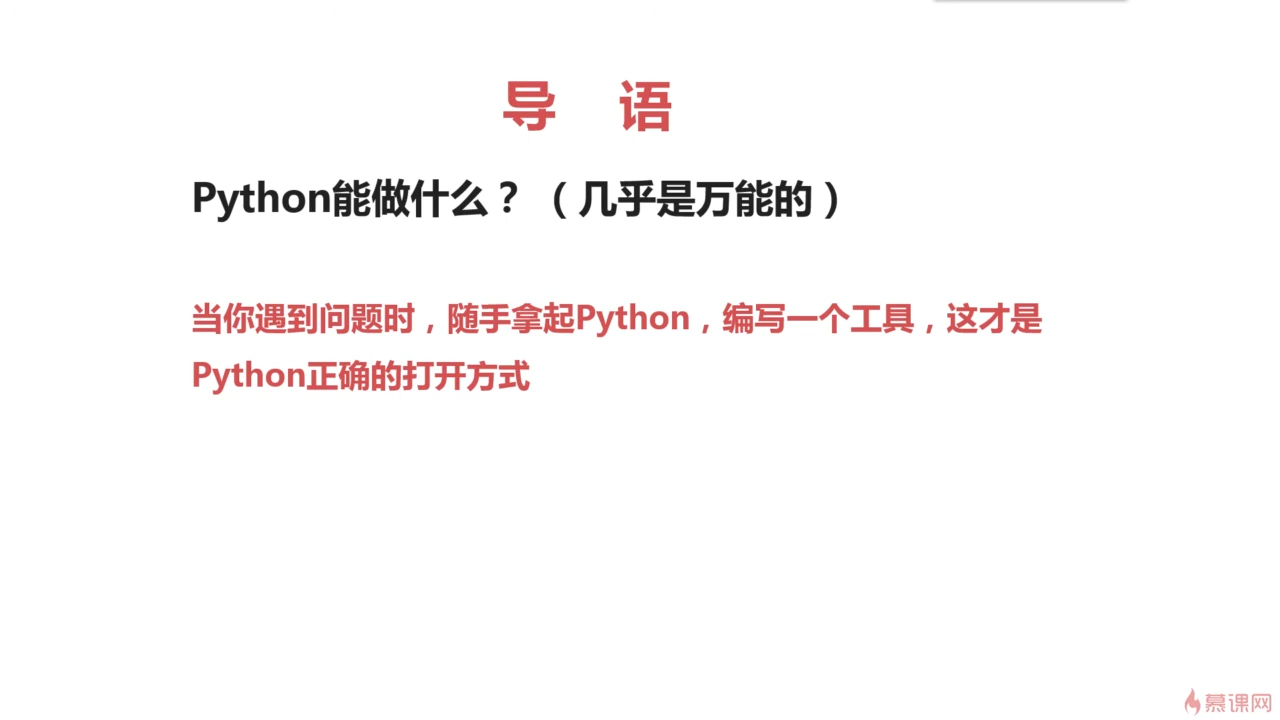 导 语
Python能做什么？（几乎是万能的）
当你遇到问题时，随手拿起Python，编写一个工具，这才是
Python正确的打开方式
慕课网